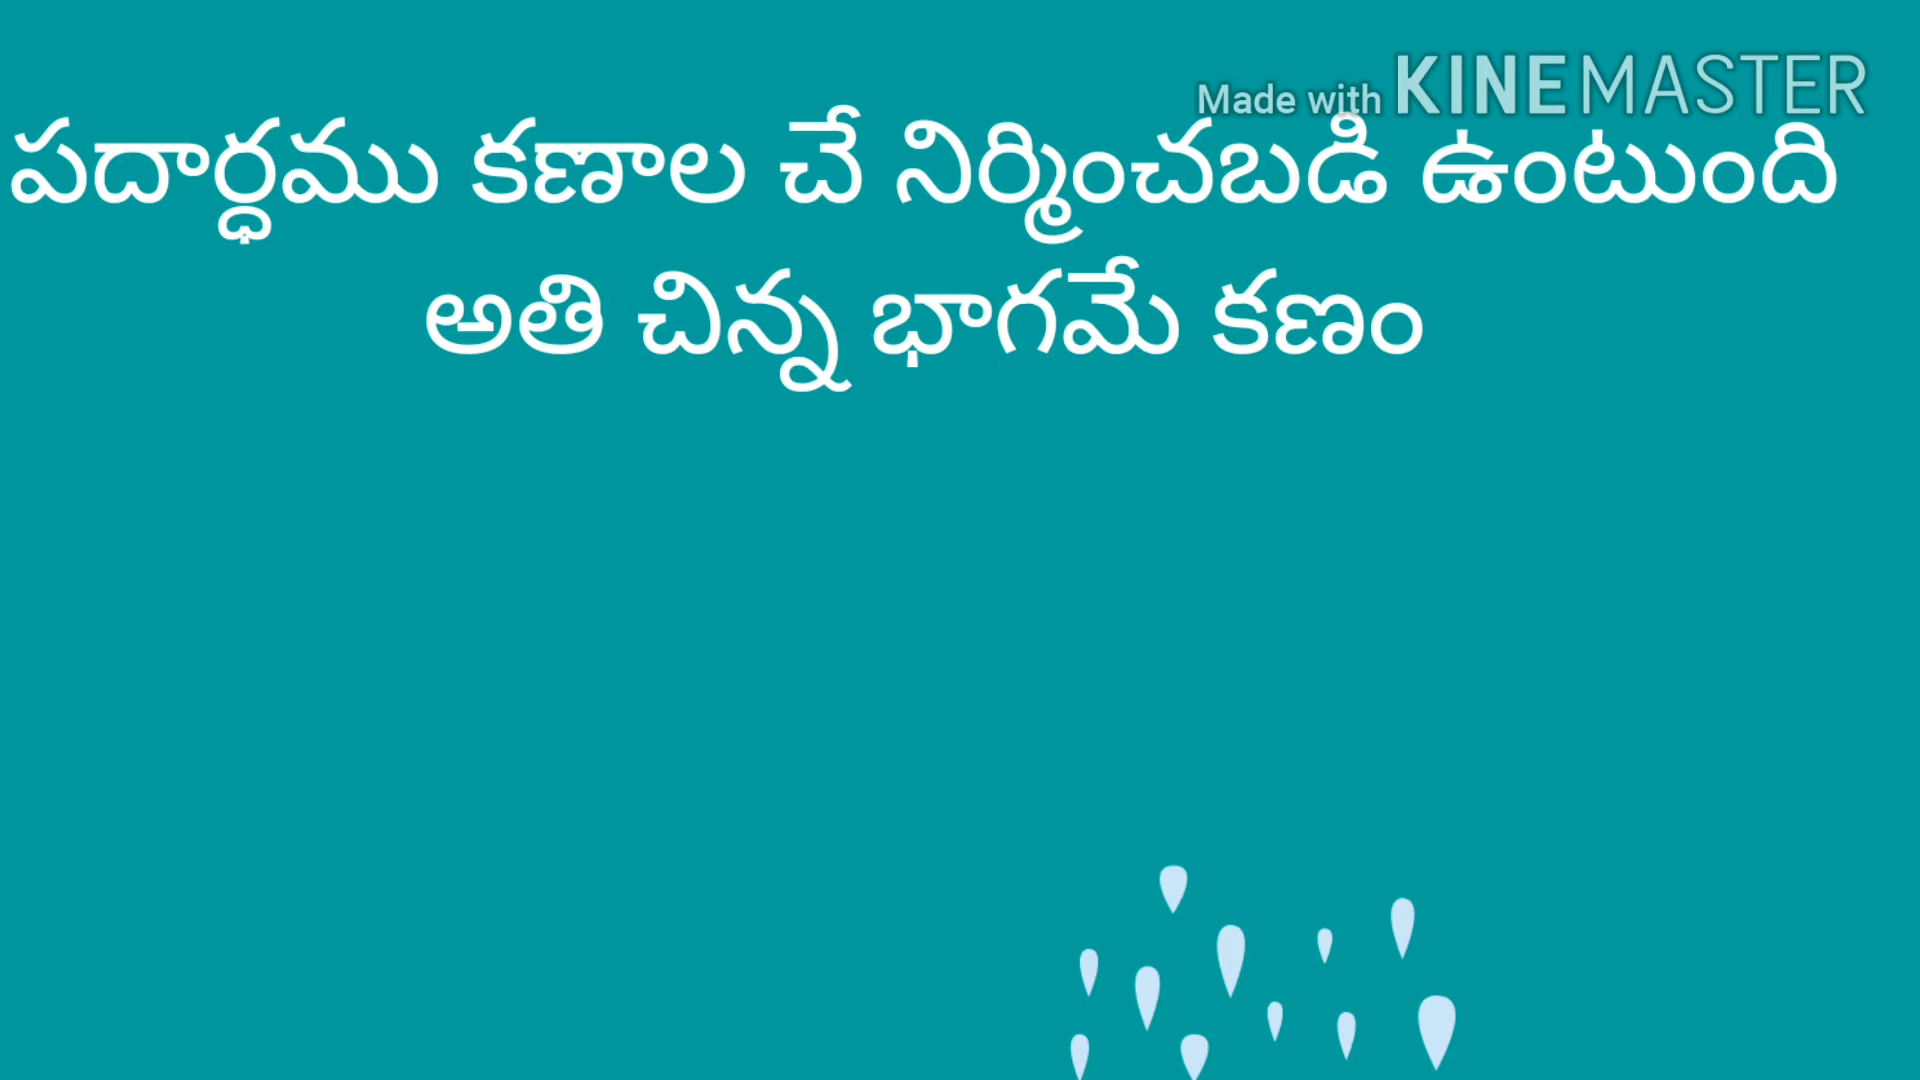 Made with KINEMASTER
పదార్ధము కణాల చే నిర్మించబడి ఉంటుంది
అతి చిన్న భాగమే కణం